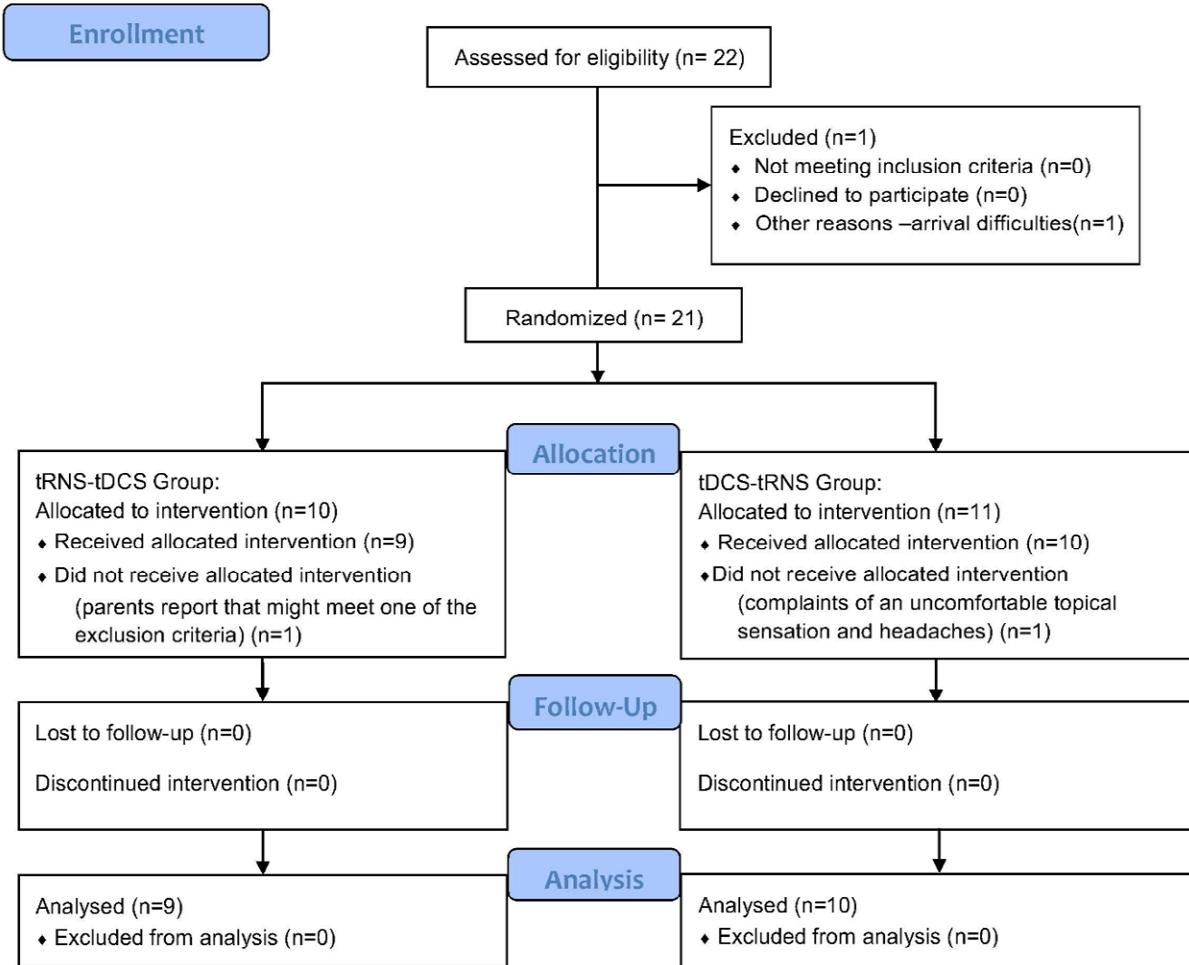 Enrollment
Assessed for eligibility (n= 22)
Excluded (n=1)
⬥ Not meeting inclusion criteria (n=0)
⬥ Declined to participate (n=0)
⬥ Other reasons –arrival difficulties(n=1)
Randomized (n= 21)
Allocation
tRNS-tDCS Group:
Allocated to intervention (n=10)
⬥ Received allocated intervention (n=9)
⬥ Did not receive allocated intervention
(parents report that might meet one of the
exclusion criteria) (n=1)
tDCS-tRNS Group:
Allocated to intervention (n=11)
⬥ Received allocated intervention (n=10)
⬥Did not receive allocated intervention
(complaints of an uncomfortable topical
sensation and headaches) (n=1)
Follow-Up
Lost to follow-up (n=0)
Discontinued intervention (n=0)
Lost to follow-up (n=0)
Discontinued intervention (n=0)
Analysis
Analysed (n=9)
⬥ Excluded from analysis (n=0)
Analysed (n=10)
⬥ Excluded from analysis (n=0)